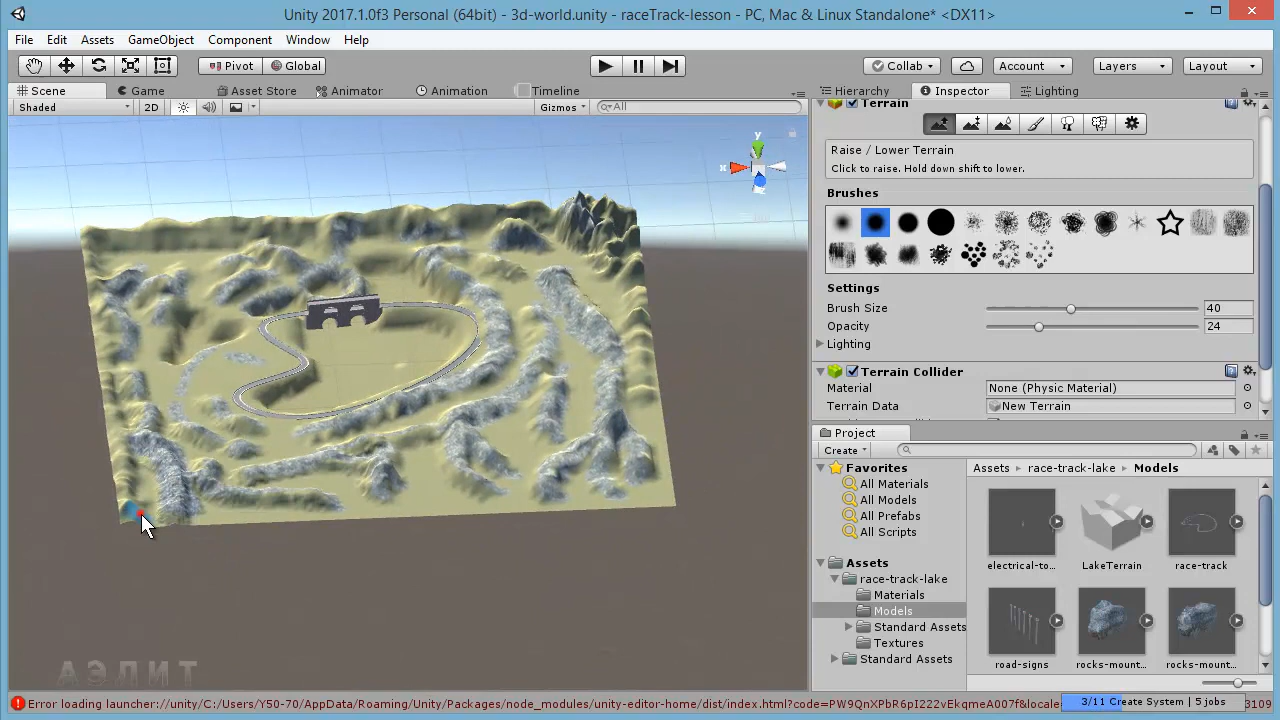 Unity 2017.1.0f3 Personal (64bit) - 3d-world.unity - raceTrack-lesson - PC, Mac & Linux Standalone* <DX11>
File Edit Assets GameObject Component Window Help
Pivot Global Collab Account Layers Layout
Scene Game Asset Store Animator Animation Timeline
Shaded 2D Gizmos All
y
x
z
АЭЛИТ
Hierarchy Inspector Lighting
Terrain
Raise / Lower Terrain
Click to raise. Hold down shift to lower.
Brushes
Settings
Brush Size 40
Opacity 24
Lighting
Terrain Collider
Material None (Physic Material)
Terrain Data New Terrain
Project
Create
Favorites
All Materials
All Models
All Prefabs
All Scripts
Assets
race-track-lake
Materials
Models
Standard Assets
Textures
Standard Assets
Assets race-track-lake Models
electrical-to... LakeTerrain race-track
road-signs rocks-mount... rocks-mount...
Error loading launcher://unity/C:/Users/Y50-70/AppData/Roaming/Unity/Packages/node_modules/unity-editor-home/dist/index.html?code=PW9QnXPbR6pI222vEkqmeA007f&locale
3/11 Create System | 5 jobs
3109